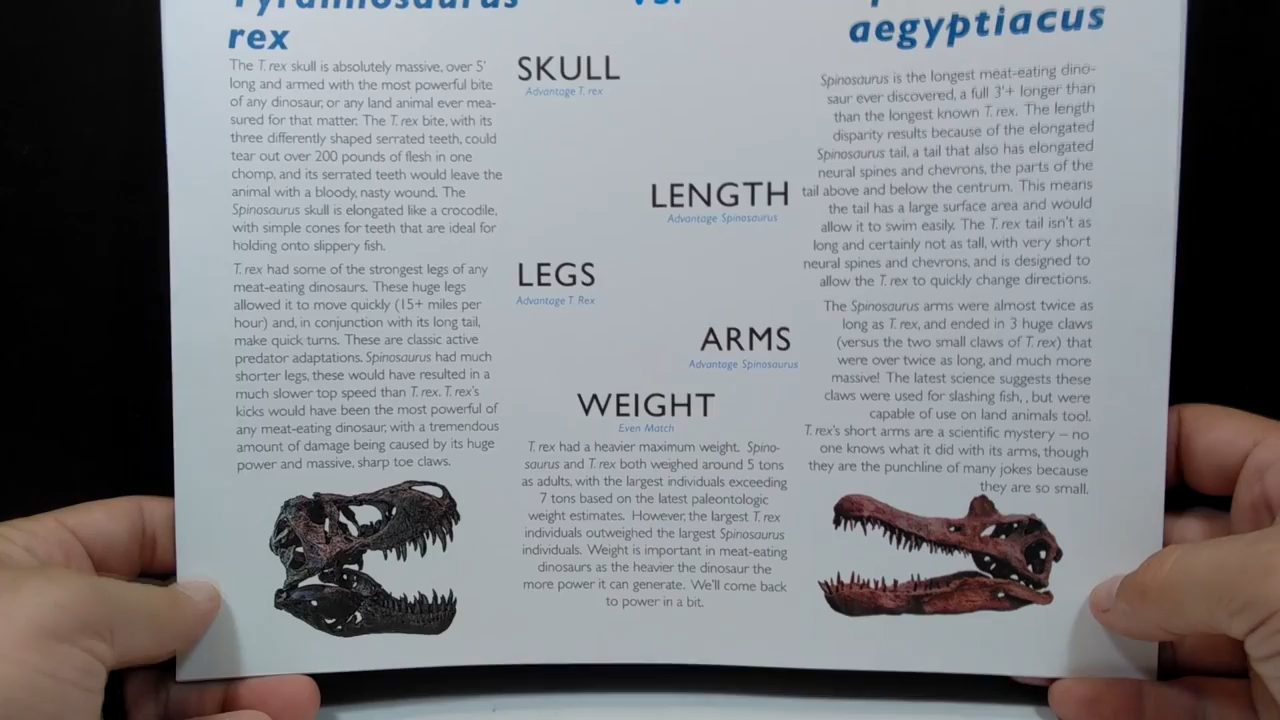 Tyrannosaurus
rex
vs.
aegyptiacus
The T. rex skull is absolutely massive, over 5'
long and armed with the most powerful bite
of any dinosaur, or any land animal ever mea-
sured for that matter. The T. rex bite, with its
three differently shaped serrated teeth, could
tear out over 200 pounds of flesh in one
chomp, and its serrated teeth would leave the
animal with a bloody, nasty wound. The
Spinosaurus skull is elongated like a crocodile,
with simple cones for teeth that are ideal for
holding onto slippery fish.
T. rex had some of the strongest legs of any
meat-eating dinosaurs. These huge legs
allowed it to move quickly (15+ miles per
hour) and, in conjunction with its long tail,
make quick turns. These are classic active
predator adaptations. Spinosaurus had much
shorter legs, these would have resulted in a
much slower top speed than T. rex. T. rex's
kicks would have been the most powerful of
any meat-eating dinosaur, with a tremendous
amount of damage being caused by its huge
power and massive, sharp toe claws.
SKULL
Advantage T. rex
LENGTH
Advantage Spinosaurus
LEGS
Advantage T. Rex
ARMS
Advantage Spinosaurus
WEIGHT
Even Match
T. rex had a heavier maximum weight. Spino-
saurus and T. rex both weighed around 5 tons
as adults, with the largest individuals exceeding
7 tons based on the latest paleontologic
weight estimates. However, the largest T. rex
individuals outweighed the largest Spinosaurus
individuals. Weight is important in meat-eating
dinosaurs as the heavier the dinosaur the
more power it can generate. We'll come back
to power in a bit.
Spinosaurus is the longest meat-eating dino-
saur ever discovered, a full 3'+ longer than
than the longest known T. rex. The length
disparity results because of the elongated
Spinosaurus tail, a tail that also has elongated
neural spines and chevrons, the parts of the
tail above and below the centrum. This means
the tail has a large surface area and would
allow it to swim easily. The T. rex tail isn't as
long and certainly not as tall, with very short
neural spines and chevrons, and is designed to
allow the T. rex to quickly change directions.
The Spinosaurus arms were almost twice as
long as T. rex, and ended in 3 huge claws
(versus the two small claws of T. rex) that
were over twice as long, and much more
massive! The latest science suggests these
claws were used for slashing fish, , but were
capable of use on land animals too!.
T. rex's short arms are a scientific mystery – no
one knows what it did with its arms, though
they are the punchline of many jokes because
they are so small.